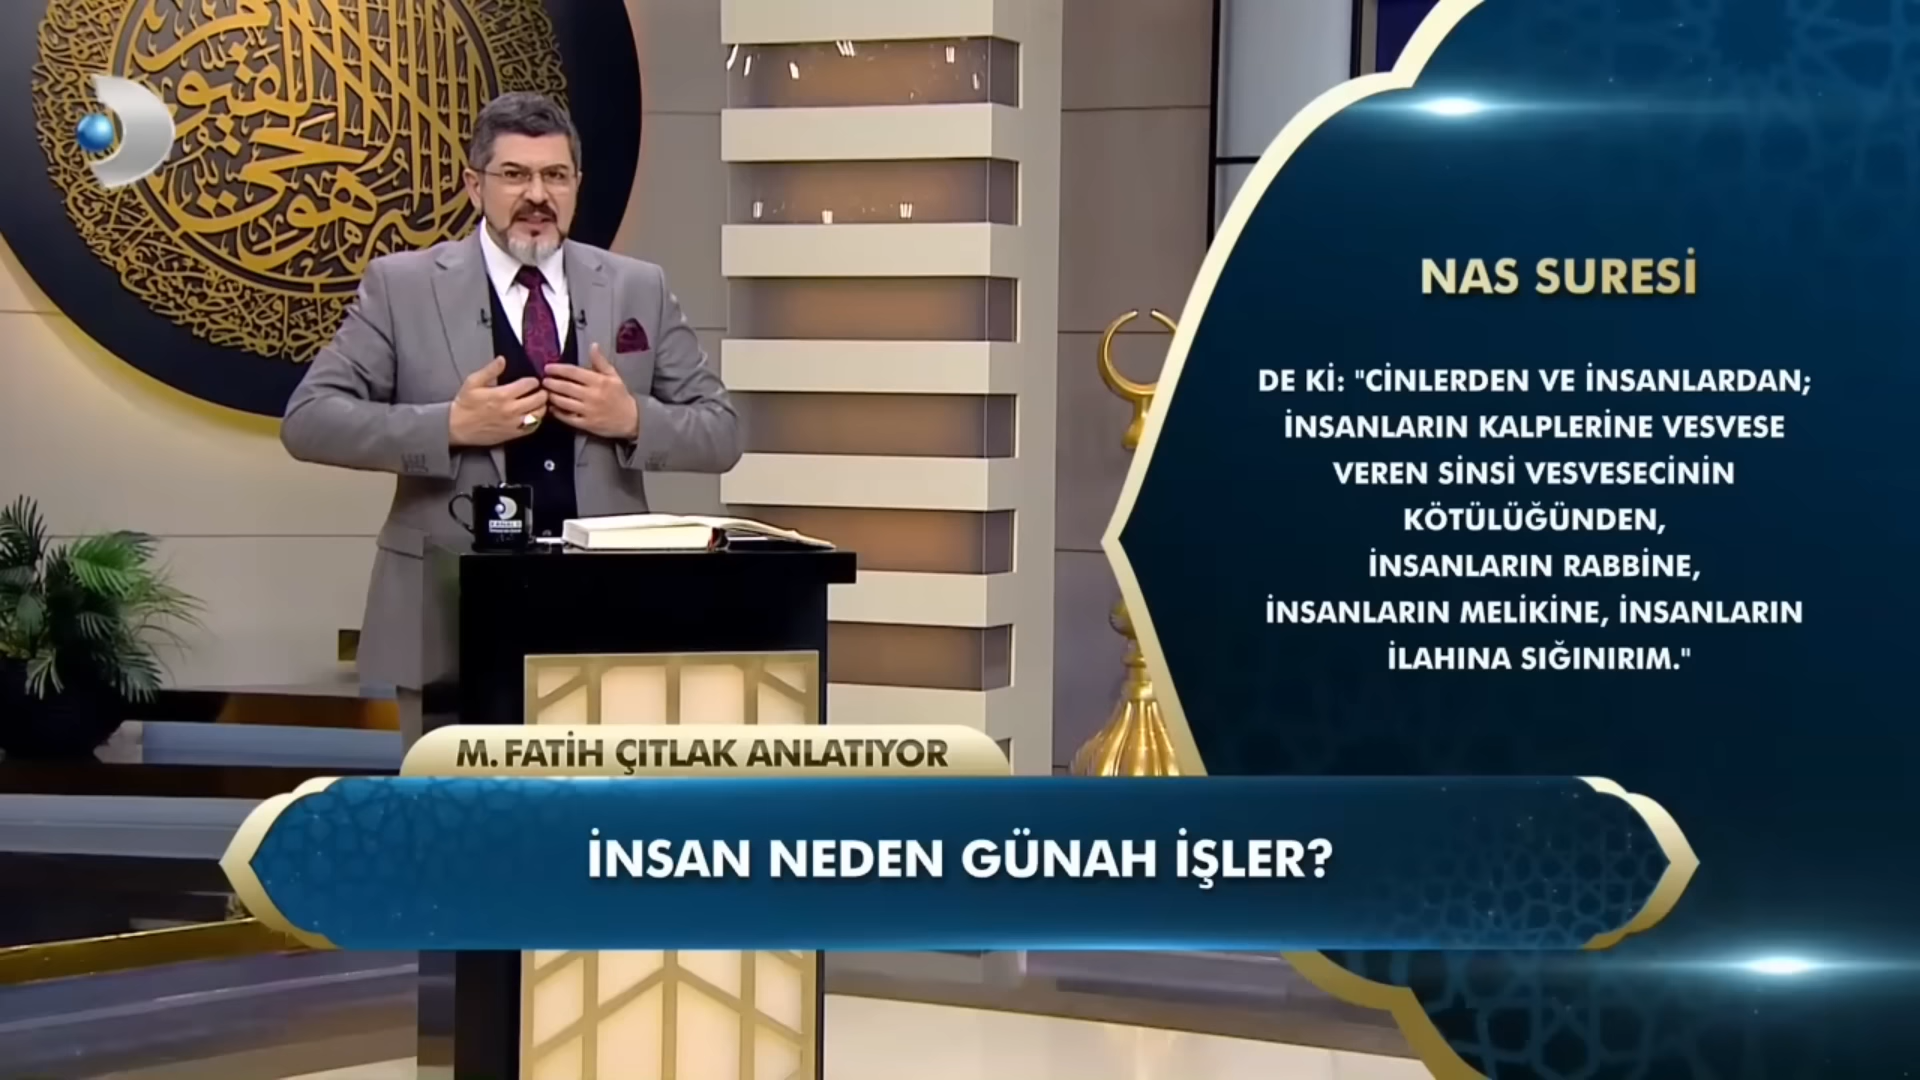 NAS SURESİ
DE Kİ: "CİNLERDEN VE İNSANLARDAN;
İNSANLARIN KALPLERİNE VESVESE
VEREN SİNSİ VESVESECİNİN
KÖTÜLÜĞÜNDEN,
İNSANLARIN RABBİNE,
İNSANLARIN MELİKİNE, İNSANLARIN
İLAHINA SIĞINIRIM."
M. FATİH ÇITLAK ANLATIYOR
İNSAN NEDEN GÜNAH İŞLER?